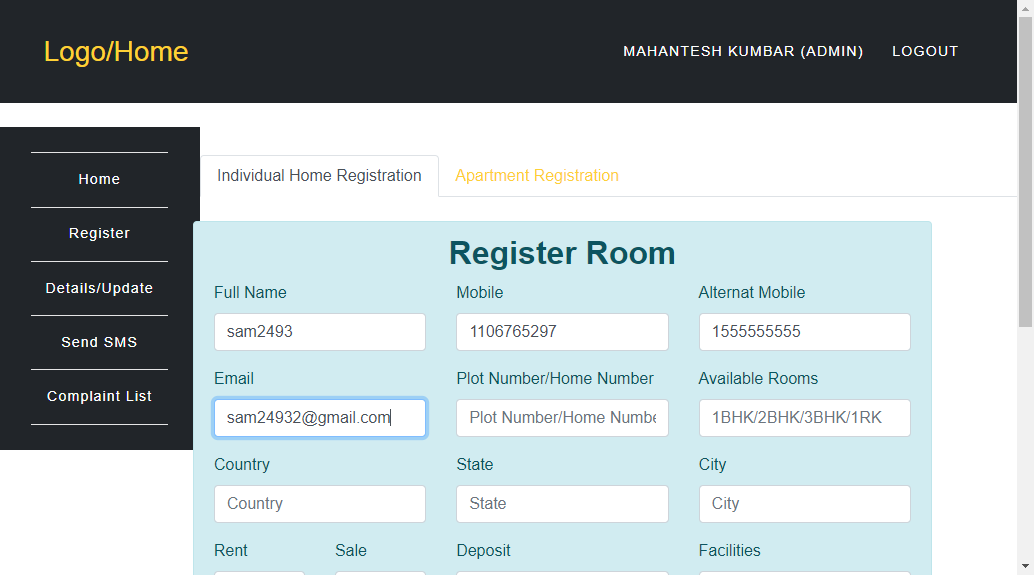 Logo/Home
MAHANTESH KUMBAR (ADMIN) LOGOUT
Home
Register
Details/Update
Send SMS
Complaint List
Individual Home Registration Apartment Registration
Register Room
Full Name Mobile Alternat Mobile
sam2493 1106765297 1555555555
Email Plot Number/Home Number Available Rooms
sam24932@gmail.com Plot Number/Home Numbe 1BHK/2BHK/3BHK/1RK
Country State City
Country State City
Rent Sale Deposit Facilities